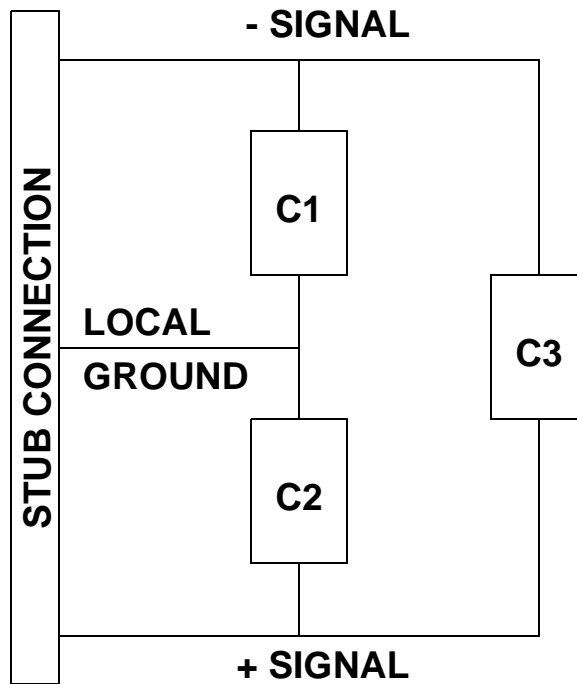 - SIGNAL
STUB CONNECTION
C1
LOCAL
GROUND
C3
C2
+ SIGNAL